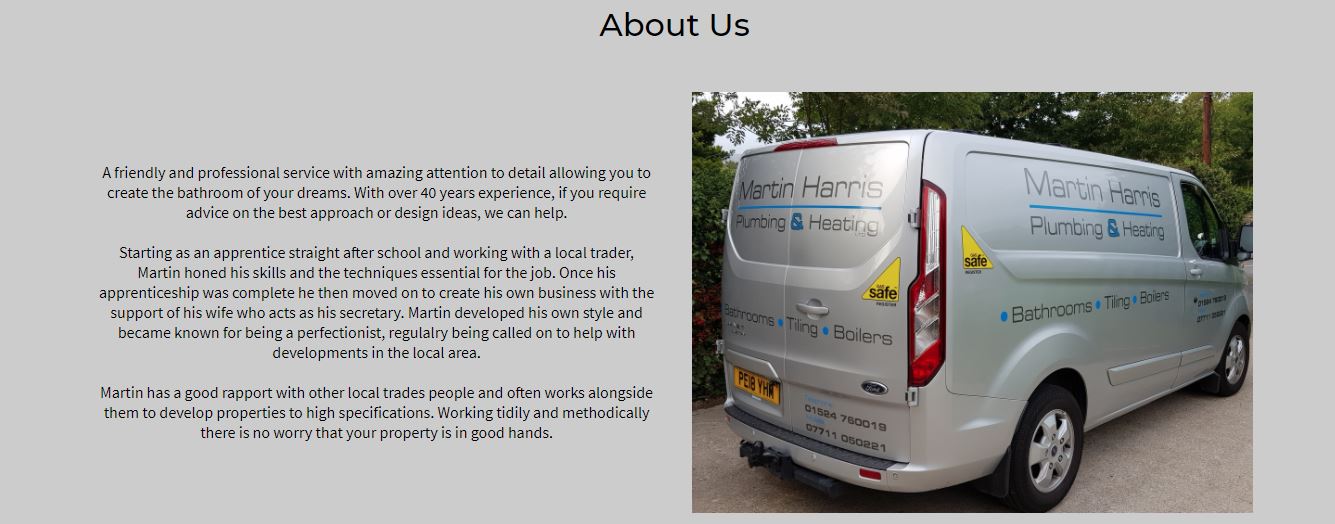 About Us
A friendly and professional service with amazing attention to detail allowing you to
create the bathroom of your dreams. With over 40 years experience, if you require
advice on the best approach or design ideas, we can help.
Starting as an apprentice straight after school and working with a local trader,
Martin honed his skills and the techniques essential for the job. Once his
apprenticeship was complete he then moved on to create his own business with the
support of his wife who acts as his secretary. Martin developed his own style and
became known for being a perfectionist, regulalry being called on to help with
developments in the local area.
Martin has a good rapport with other local trades people and often works alongside
them to develop properties to high specifications. Working tidily and methodically
there is no worry that your property is in good hands.
Martin Harris
Plumbing & Heating
Ltd
GAS
safe
REGISTER
Bathrooms • Tiling • Boilers
PE18 YHM
Ford
01524 760019
07711 050221
Martin Harris
Plumbing & Heating
GAS
safe
REGISTER
• Bathrooms • Tiling • Boilers
01524 760019
07711 050221